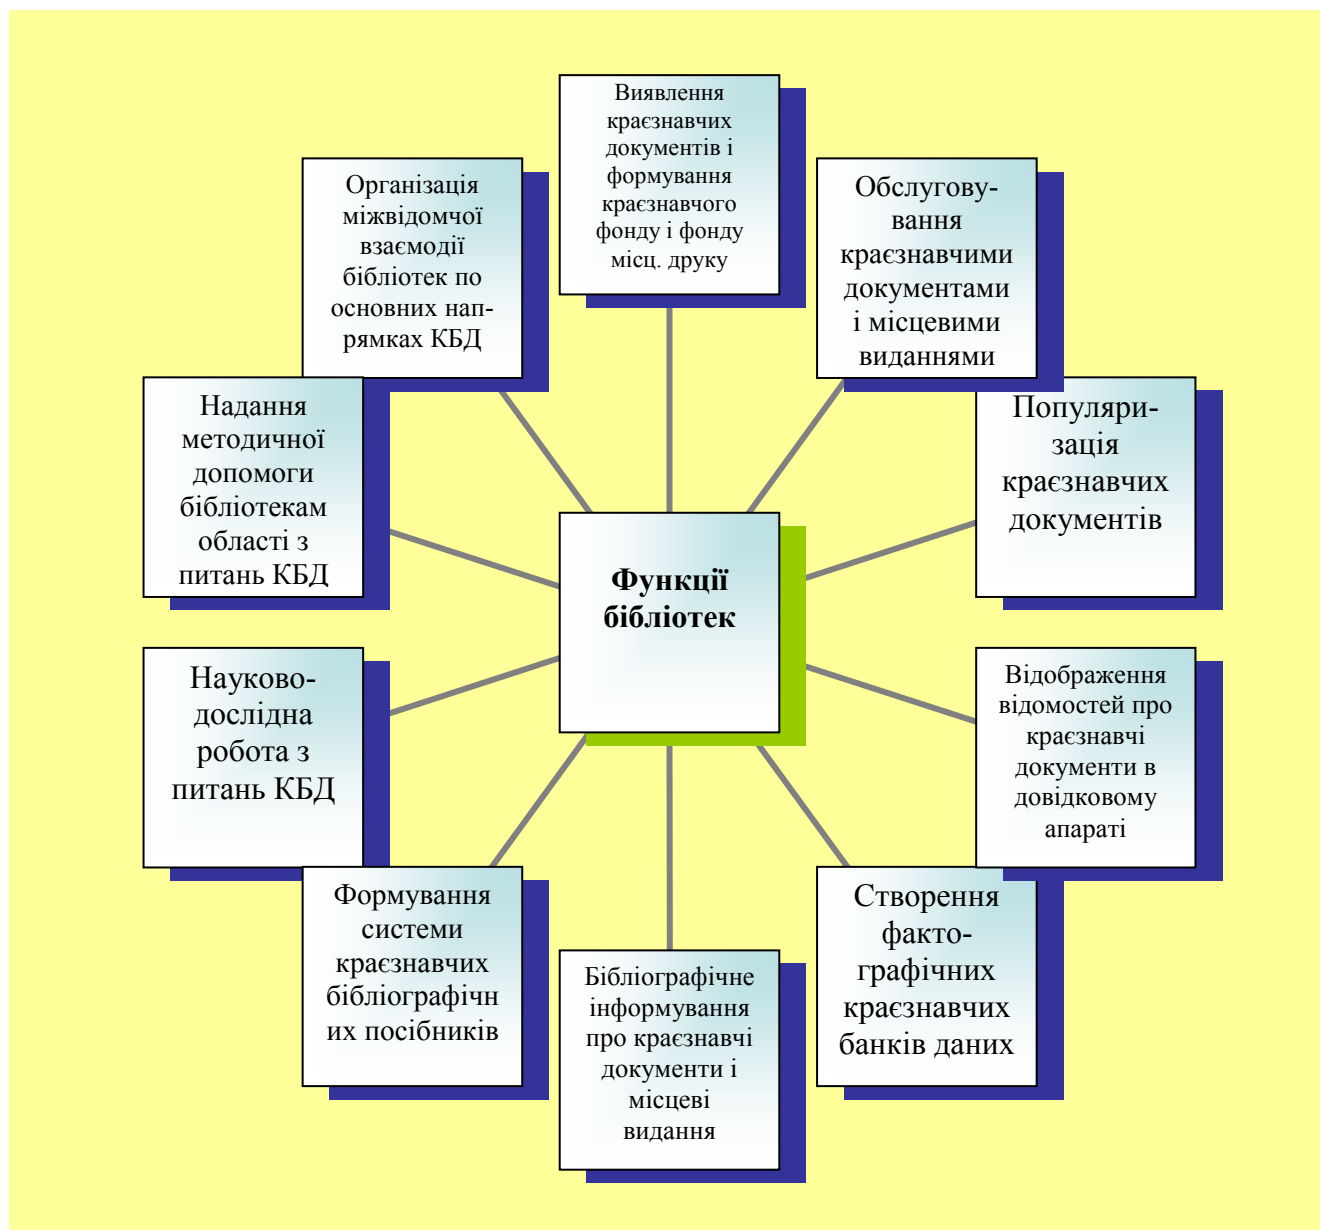 Виявлення
краєзнавчих
документів і
формування
краєзнавчого
фонду і фонду
місц. друку
Обслугову-
вання
краєзнавчими
документами
і місцевими
виданнями
Популяри-
зація
краєзнавчих
документів
Відображення
відомостей про
краєзнавчі
документи в
довідковому
апараті
Створення
факто-
графічних
краєзнавчих
банків даних
Бібліографічне
інформування
про краєзнавчі
документи і
місцеві
видання
Формування
системи
краєзнавчих
бібліографічн
их посібників
Науково-
дослідна
робота з
питань КБД
Надання
методичної
допомоги
бібліотекам
області з
питань КБД
Організація
міжвідомчої
взаємодії
бібліотек по
основних нап-
рямках КБД
Функції
бібліотек